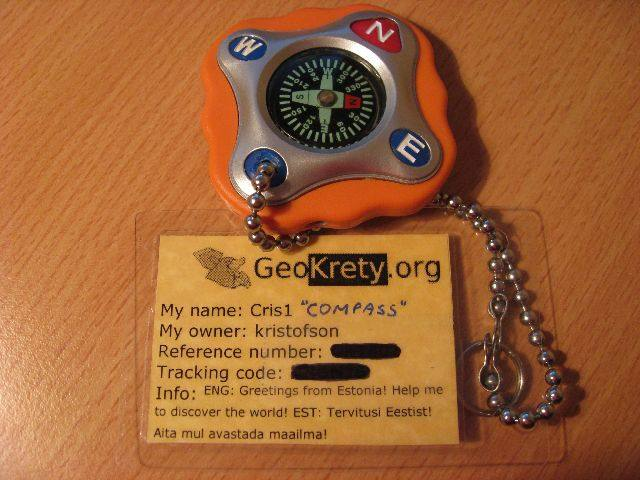 W N
E
GeoKrety.org
My name: Cris1 "COMPASS"
My owner: kristofson
Reference number:
Tracking code:
Info: ENG: Greetings from Estonia! Help me
to discover the world! EST: Tervitusi Eestist!
Aita mul avastada maailma!